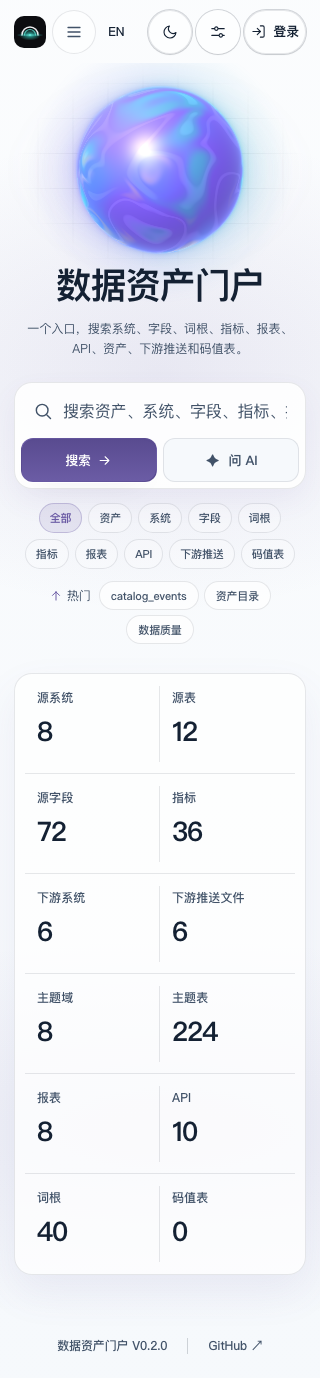 EN
登录
数据资产门户
一个入口，搜索系统、字段、词根、指标、报表、
API、资产、下游推送和码值表。
搜索资产、系统、字段、指标、
搜索 →
问 AI
全部 资产 系统 字段 词根
指标 报表 API 下游推送 码值表
↑ 热门 catalog_events 资产目录
数据质量
源系统 源表
8 12
源字段 指标
72 36
下游系统 下游推送文件
6 6
主题域 主题表
8 224
报表 API
8 10
词根 码值表
40 0
数据资产门户 V0.2.0 GitHub ↗